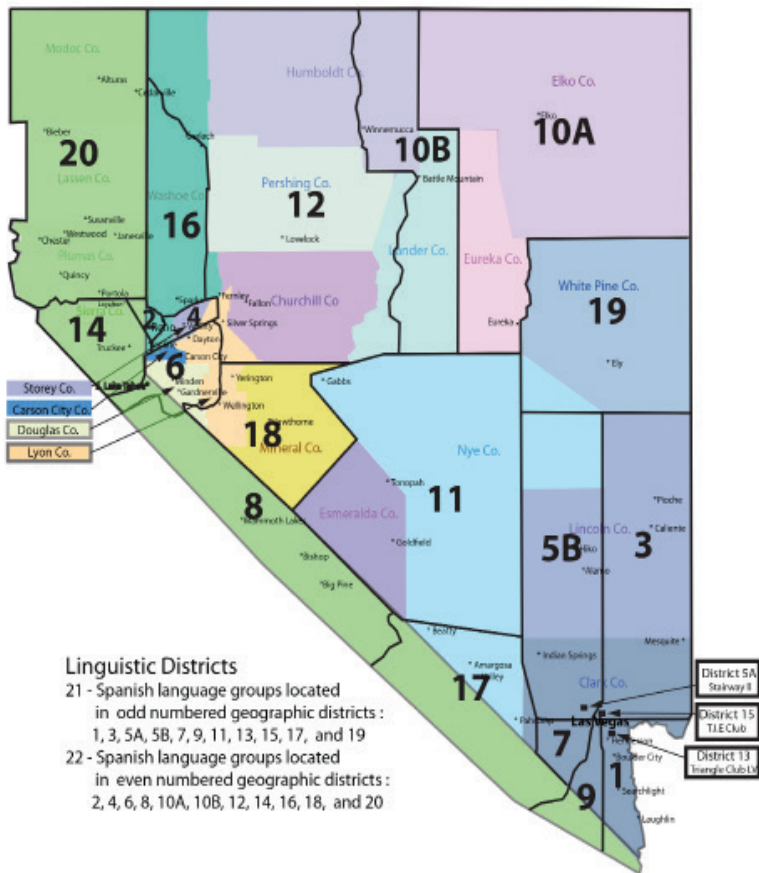 Modoc Co.
*Alturas
*Cedarville
Humboldt Co.
Elko Co.
*Elko
10A
*Bieber
20
Gerlach
*Winnemucca
10B
Lassen Co.
Washoe Co.
16
Pershing Co.
12
*Battle Mountain
Susanville
*Westwood
*Janesville
*Chester
*Lovelock
Lander Co.
Eureka Co.
Plumas Co.
*Quincy
*Portola
White Pine Co.
19
Sierra Co.
14
Truckee*
2
Reno
*Sparks
4
*Fernley
*Fallon
Churchill Co
* Silver Springs
* Dayton
Carson City
Eureka*
* Ely
6
Minden
*Gardnerville
*Yerington
*Wellington
* Gabbs
Storey Co.
Carson City Co.
Douglas Co.
Lyon Co.
18
*Hawthorne
Mineral Co.
Nye Co.
11
*Tonopah
8
*Mammoth Lakes
Esmeralda Co.
* Goldfield
*Bishop
*Big Pine
Lincoln Co.
5B
*Hiko
*Alamo
3
*Pioche
* Caliente
* Beatty
* Amargosa
Valley
17
* Indian Springs
Mesquite *
Clark Co.
District 5A
Stairway II
*Pahrump
Las Vegas
District 15
T.I.E Club
7
* Henderson
*Boulder City
District 13
Triangle Club LV
1
9
*Searchlight
*Laughlin
Linguistic Districts
21 - Spanish language groups located
in odd numbered geographic districts :
1, 3, 5A, 5B, 7, 9, 11, 13, 15, 17, and 19
22 - Spanish language groups located
in even numbered geographic districts :
2, 4, 6, 8, 10A, 10B, 12, 14, 16, 18, and 20